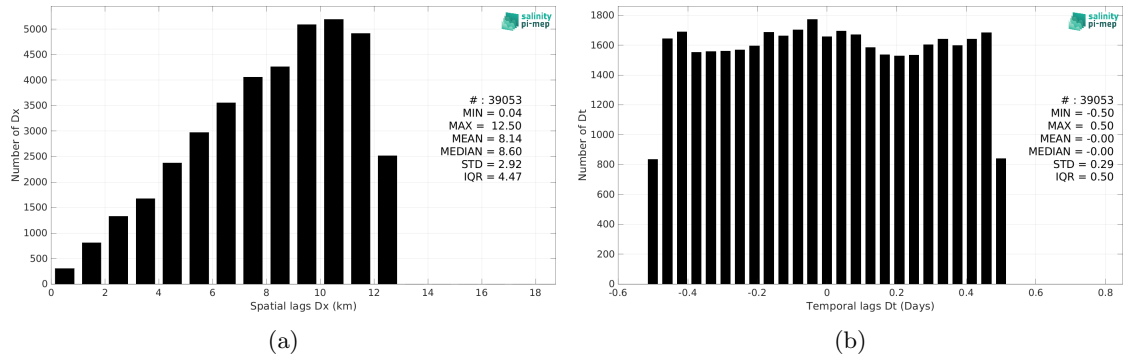 5000
4500
4000
3500
3000
2500
2000
1500
1000
500
0
Number of Dx
0 2 4 6 8 10 12 14 16 18
Spatial lags Dx (km)
salinity
pi-mep
# : 39053
MIN = 0.04
MAX = 12.50
MEAN = 8.14
MEDIAN = 8.60
STD = 2.92
IQR = 4.47
(a)
1800
1600
1400
1200
1000
800
600
400
200
0
Number of Dt
-0.6 -0.4 -0.2 0 0.2 0.4 0.6 0.8
Temporal lags Dt (Days)
salinity
pi-mep
# : 39053
MIN = -0.50
MAX = 0.50
MEAN = -0.00
MEDIAN = -0.00
STD = 0.29
IQR = 0.50
(b)